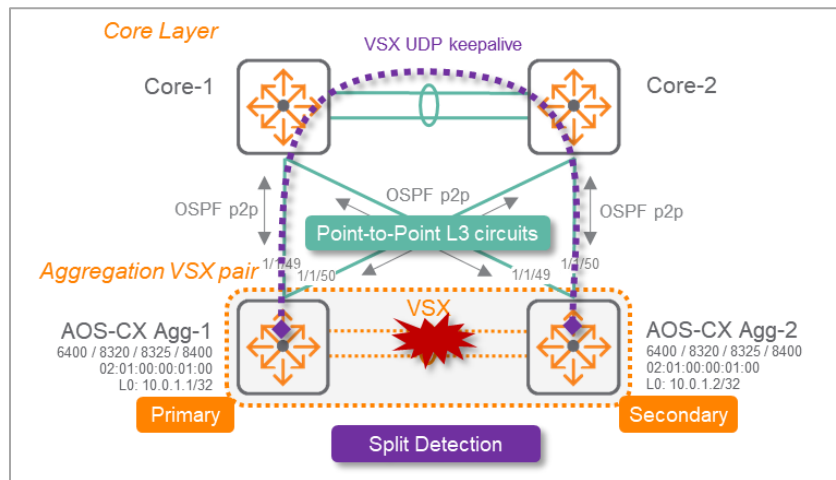 Core Layer
VSX UDP keepalive
Core-1
Core-2
OSPF p2p
OSPF p2p
OSPF p2p
Point-to-Point L3 circuits
Aggregation VSX pair
1/1/49
1/1/50
1/1/49
1/1/50
VSX
AOS-CX Agg-1
6400 / 8320 / 8325 / 8400
02:01:00:00:01:00
L0: 10.0.1.1/32
AOS-CX Agg-2
6400 / 8320 / 8325 / 8400
02:01:00:00:01:00
L0: 10.0.1.2/32
Primary
Secondary
Split Detection